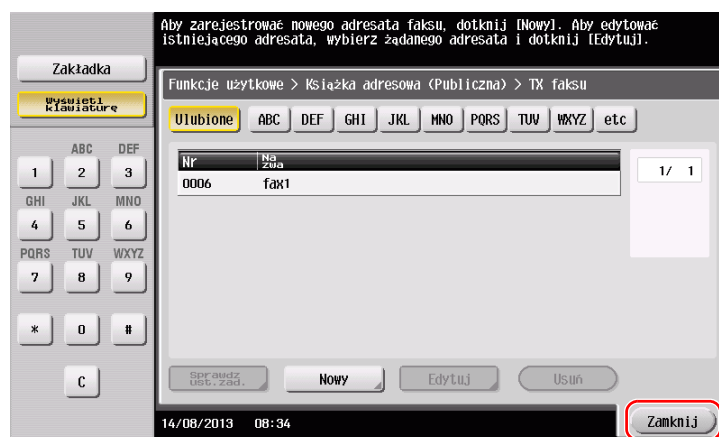 Aby zarejestrować nowego adresata faksu, dotknij [Nowy]. Aby edytować
istniejącego adresata, wybierz żądanego adresata i dotknij [Edytuj].
Zakładka
Wyświetl
klawiaturę
Funkcje użytkowe > Książka adresowa (Publiczna) > TX faksu
Ulubione ABC DEF GHI JKL MNO PQRS TUV WXYZ etc
ABC DEF
1 2 3
GHI JKL MNO
4 5 6
PQRS TUV WXYZ
7 8 9
* 0 #
C
Nr Na
zwa
0006 fax1
1/ 1
Sprawdz
ust.zad.
Nowy Edytuj Usuń
14/08/2013 08:34
Zamknij